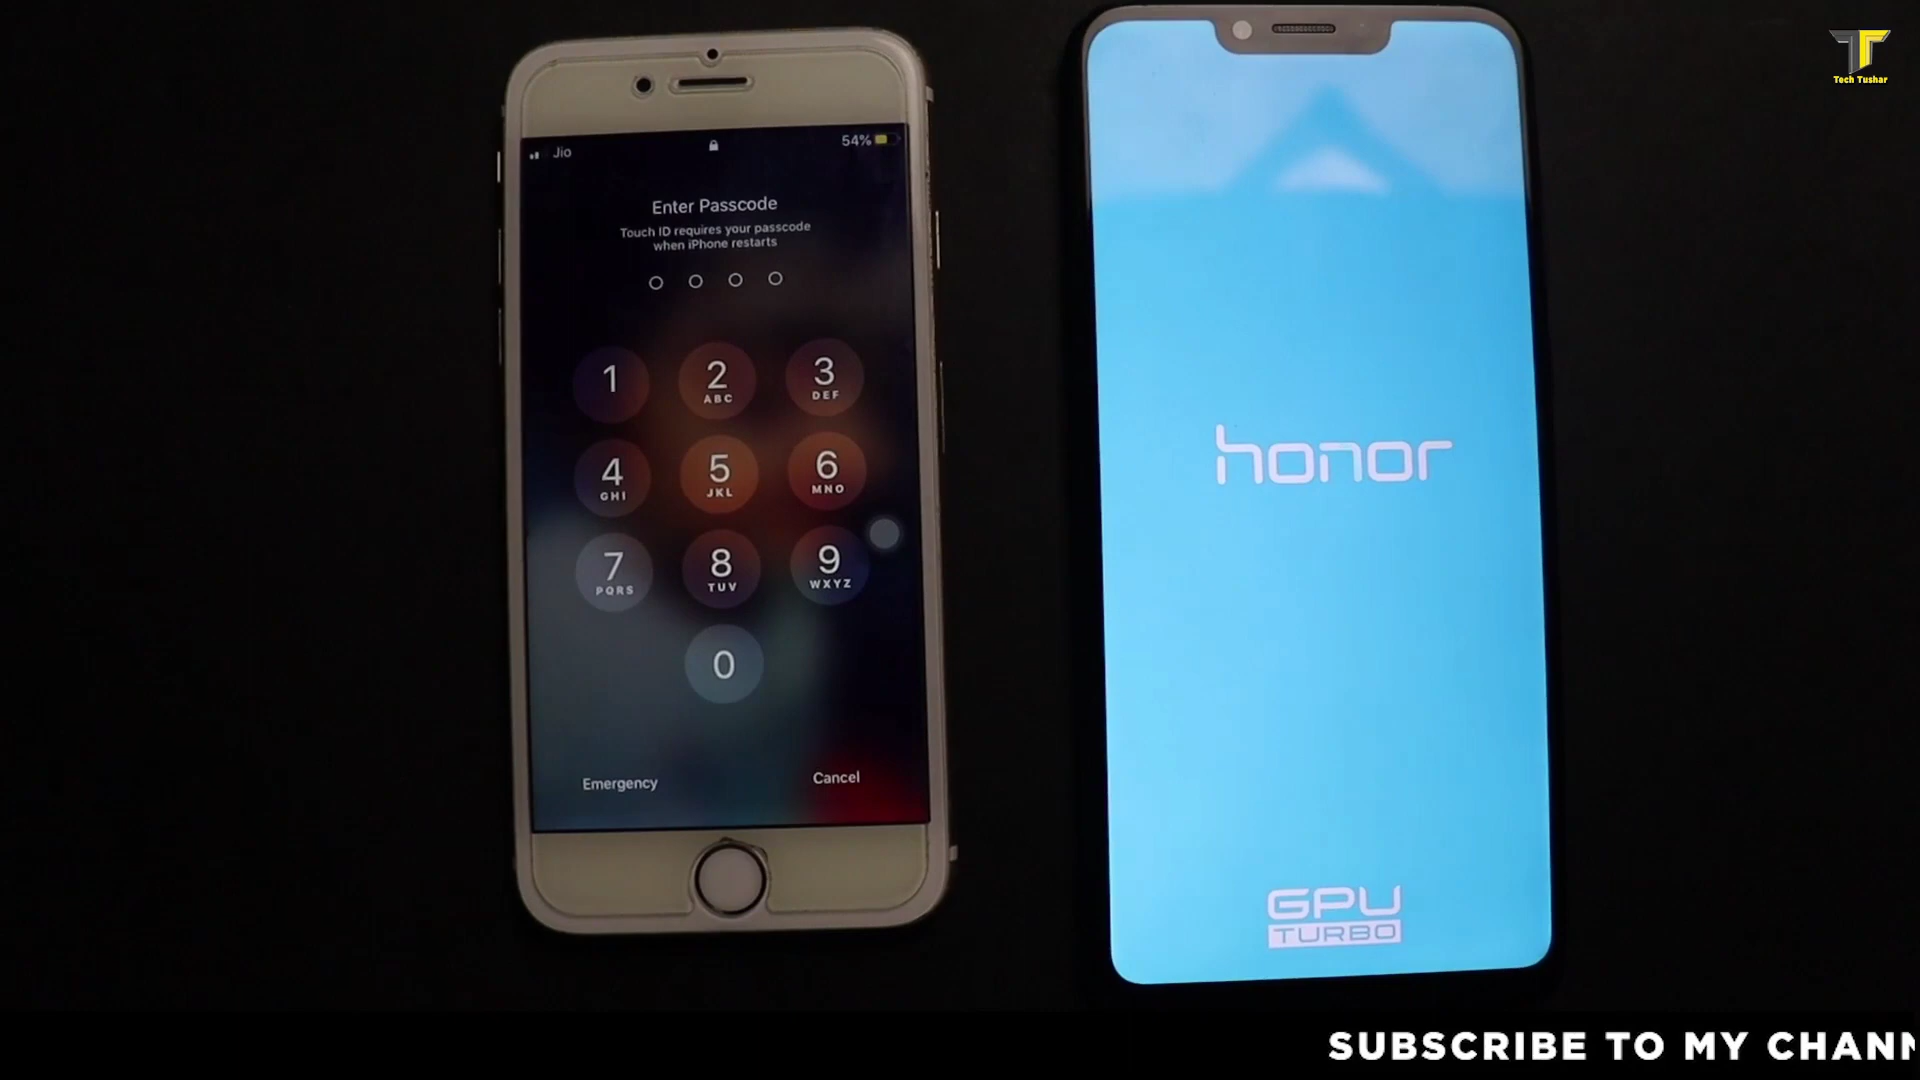 Tech Tushar
Jio
54%
Enter Passcode
Touch ID requires your passcode
when iPhone restarts
1
2
ABC
3
DEF
4
GHI
5
JKL
6
MNO
7
PQRS
8
TUV
9
WXYZ
0
Emergency
Cancel
honor
GPU
TURBO
SUBSCRIBE TO MY CHANN